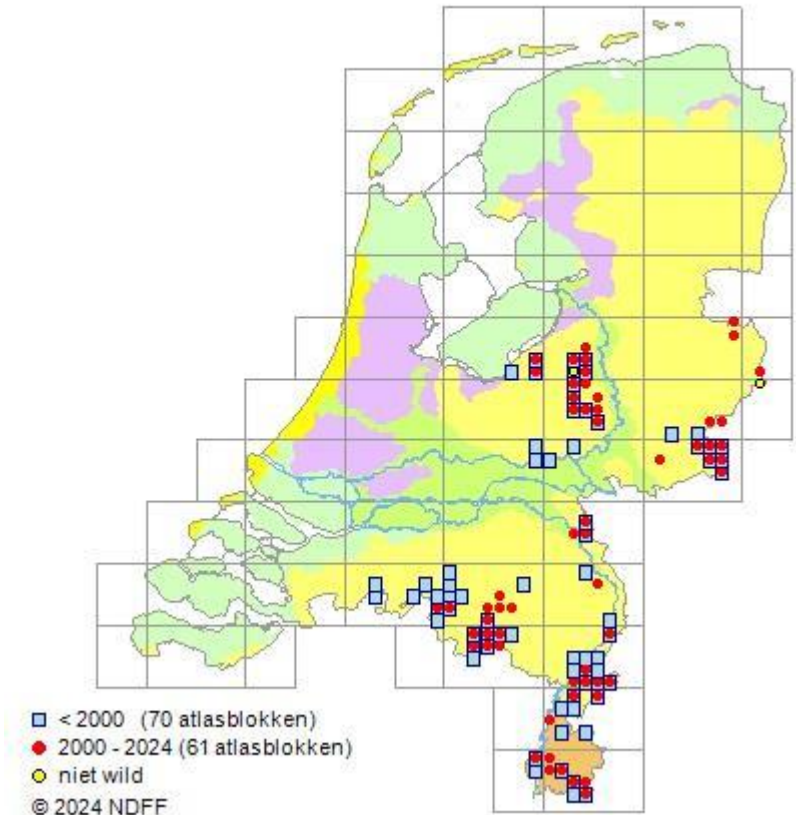 < 2000 (70 atlasblokken)
2000 - 2024 (61 atlasblokken)
niet wild
© 2024 NDFF